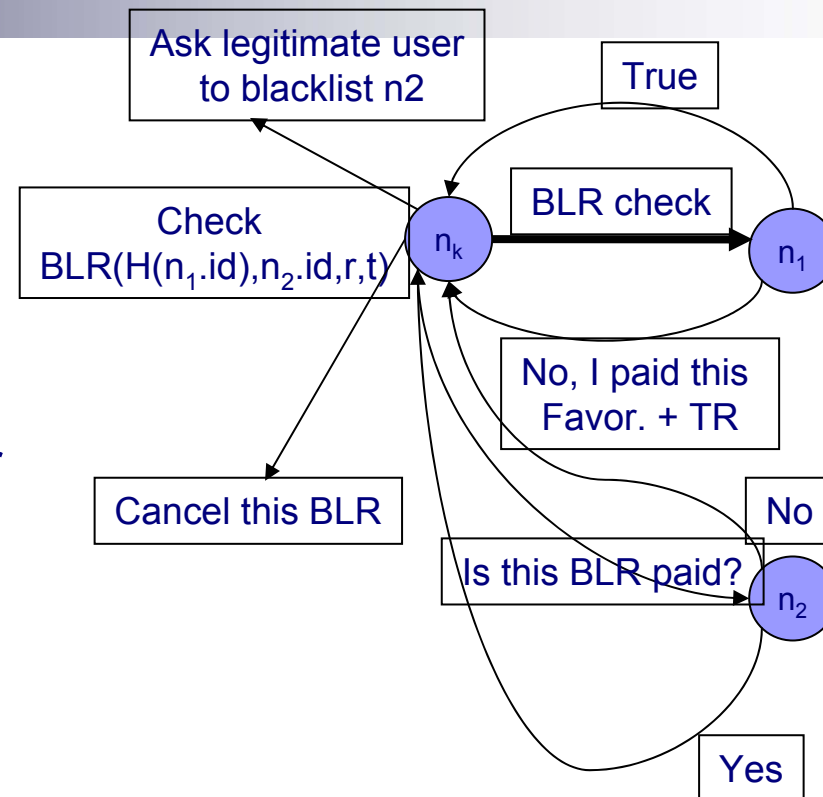 Ask legitimate user
to blacklist n2
True
BLR check
Check
BLR(H(n₁.id),n₂.id,r,t)
nₖ
n₁
No, I paid this
Favor. + TR
Cancel this BLR
No
Is this BLR paid?
n₂
Yes